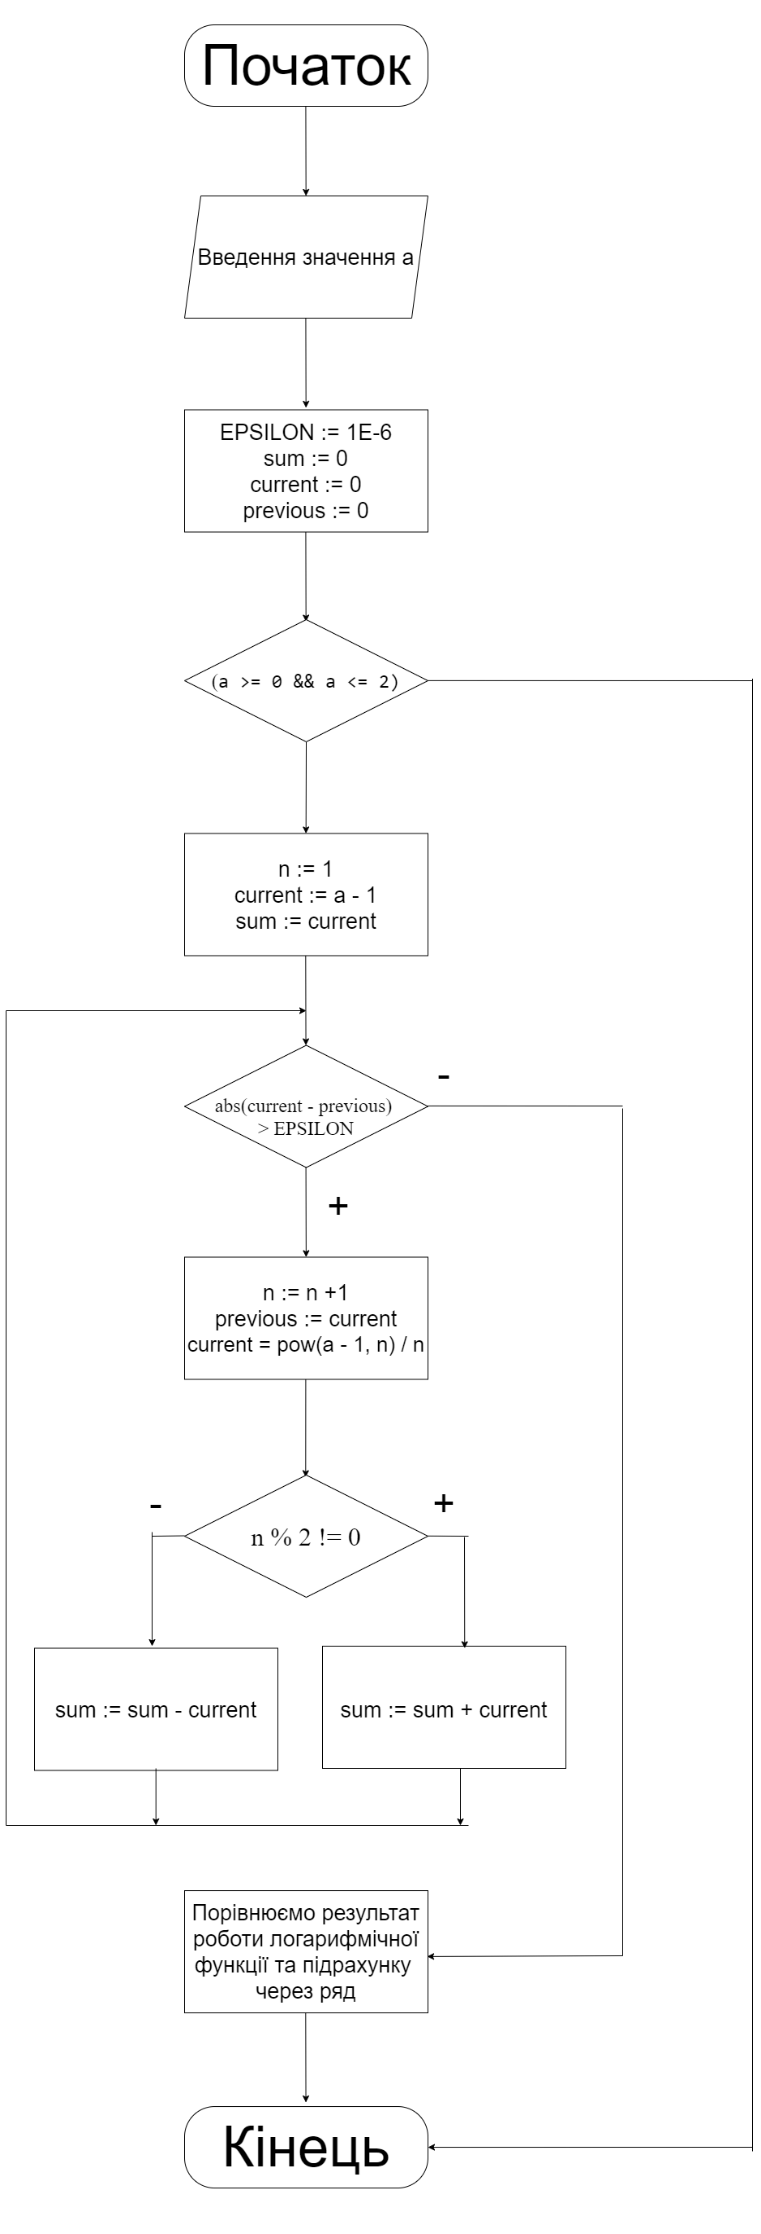 Початок
Введення значення а
EPSILON := 1E-6
sum := 0
current := 0
previous := 0
(a >= 0 && a <= 2)
n := 1
current := a - 1
sum := current
-
abs(current - previous)
> EPSILON
+
n := n +1
previous := current
current = pow(a - 1, n) / n
-
+
n % 2 != 0
sum := sum - current
sum := sum + current
Порівнюємо результат
роботи логарифмічної
функції та підрахунку
через ряд
Кінець